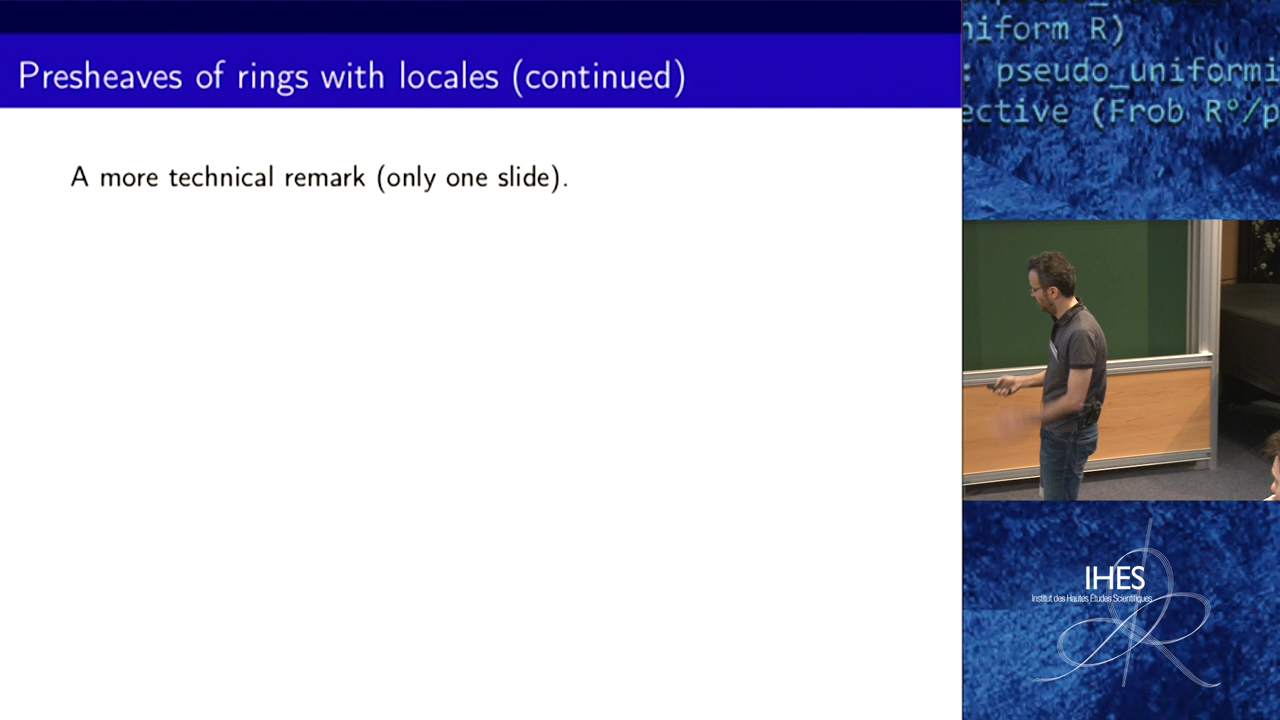 Presheaves of rings with locales (continued)
A more technical remark (only one slide).
niform R)
: pseudo_uniformi
ective (Frob R°/p
IHES
Institut des Hautes Études Scientifiques